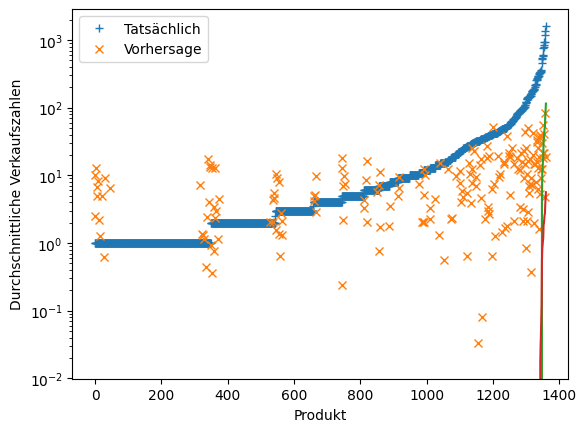 Tatsächlich
Vorhersage
Durchschnittliche Verkaufszahlen
10³
10²
10¹
10⁰
10⁻¹
10⁻²
0 200 400 600 800 1000 1200 1400
Produkt